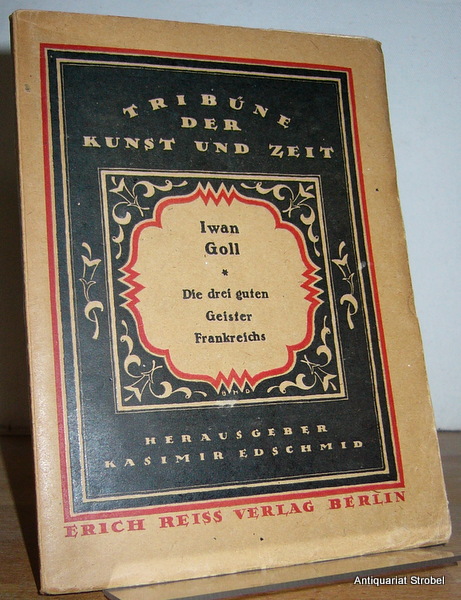 TRIBÜNE
DER
KUNST UND ZEIT
Iwan
Goll
*
Die drei guten
Geister
Frankreichs
HERAUSGEBER
KASIMIR EDSCHMID
ERICH REISS VERLAG BERLIN
Antiquariat Strobel